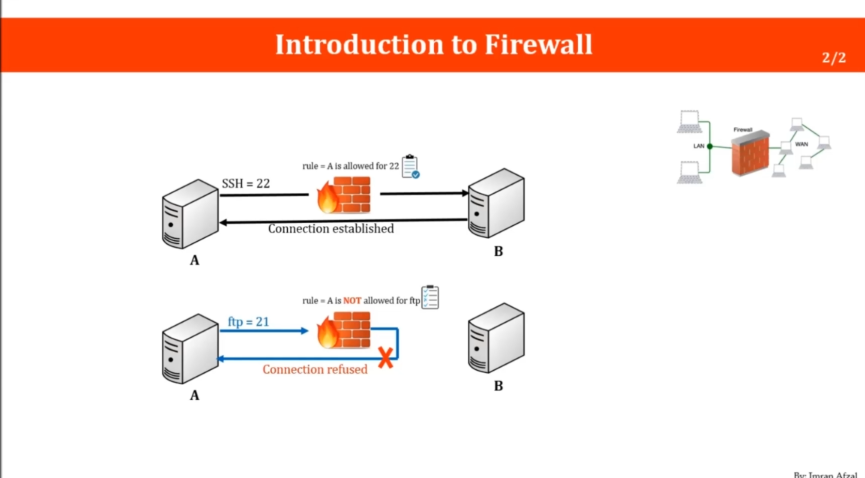 Introduction to Firewall
2/2
Firewall
LAN
WAN
rule = A is allowed for 22
SSH = 22
Connection established
A
B
rule = A is NOT allowed for ftp
ftp = 21
Connection refused
A
B
By: Imran Afzal